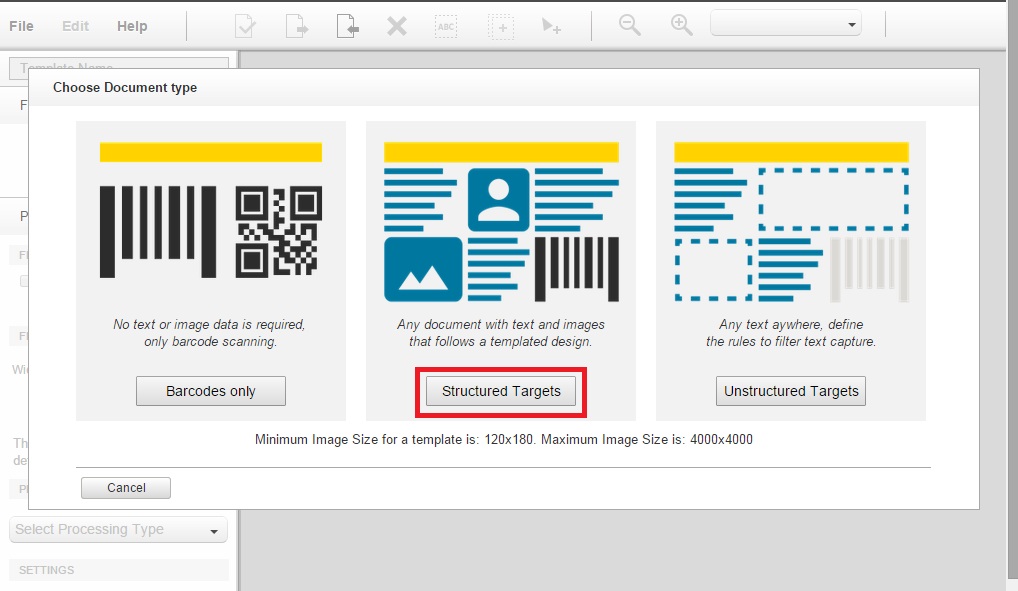 File Edit Help
ABC
Template Name
Choose Document type
F
No text or image data is required,
only barcode scanning.
Any document with text and images
that follows a templated design.
Any text aywhere, define
the rules to filter text capture.
Barcodes only
Structured Targets
Unstructured Targets
Minimum Image Size for a template is: 120x180. Maximum Image Size is: 4000x4000
Cancel
Select Processing Type
SETTINGS